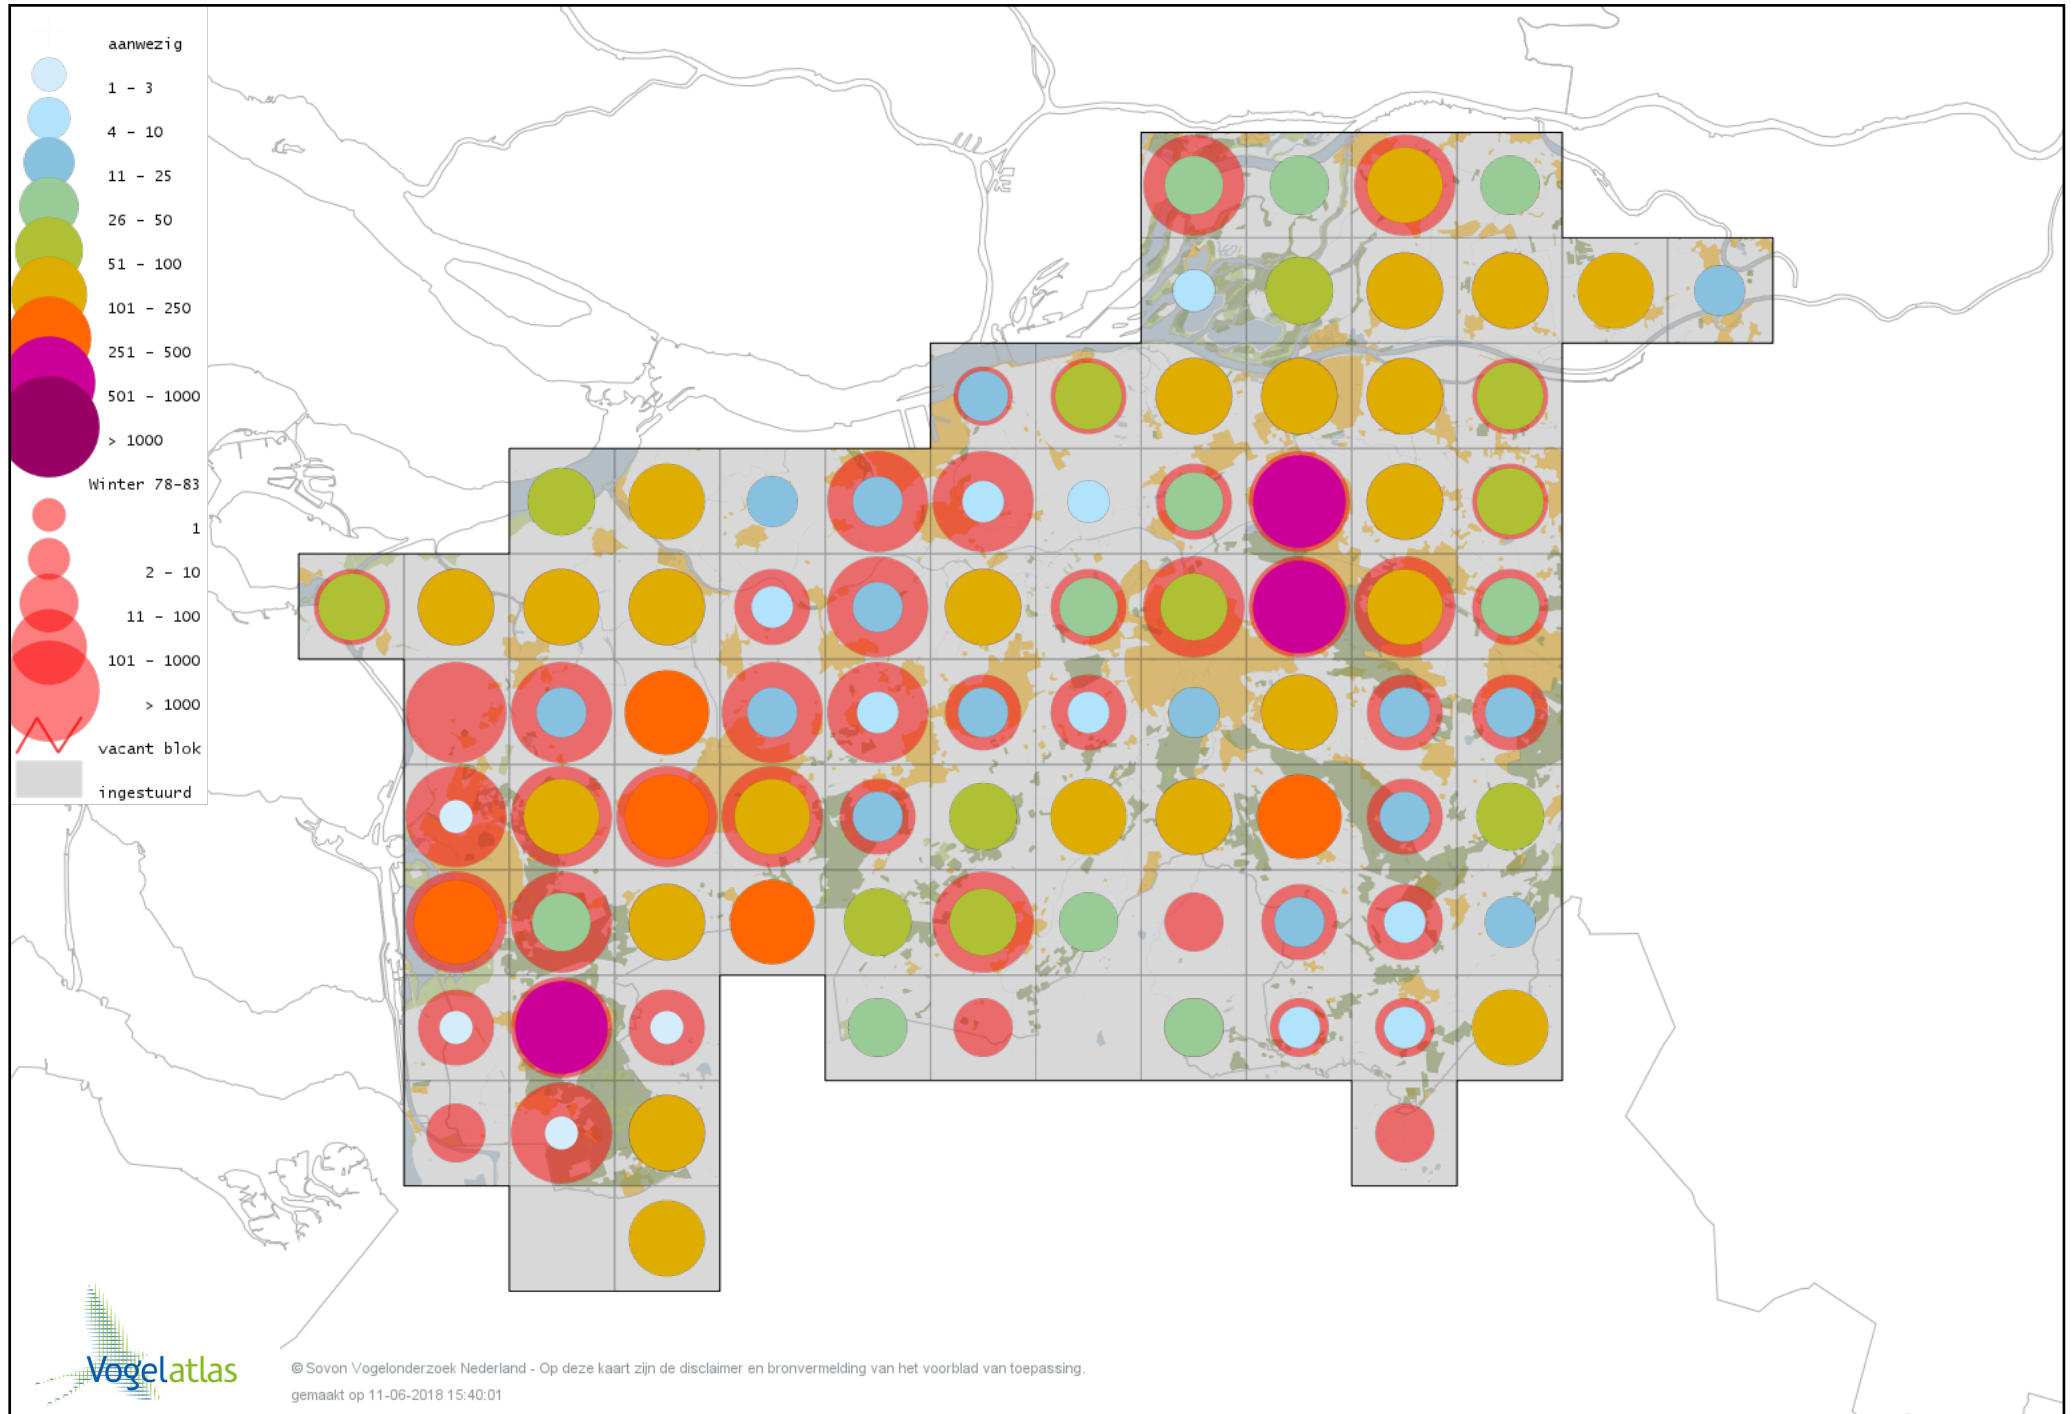 aanwezig
1 - 3
4 - 10
11 - 25
26 - 50
51 - 100
101 - 250
251 - 500
501 - 1000
> 1000
Winter 78-83
1
2 - 10
11 - 100
101 - 1000
> 1000
vacant blok
ingestuurd
Vogelatlas
© Sovon Vogelonderzoek Nederland - Op deze kaart zijn de disclaimer en bronvermelding van het voorblad van toepassing.
gemaakt op 11-06-2018 15:40:01